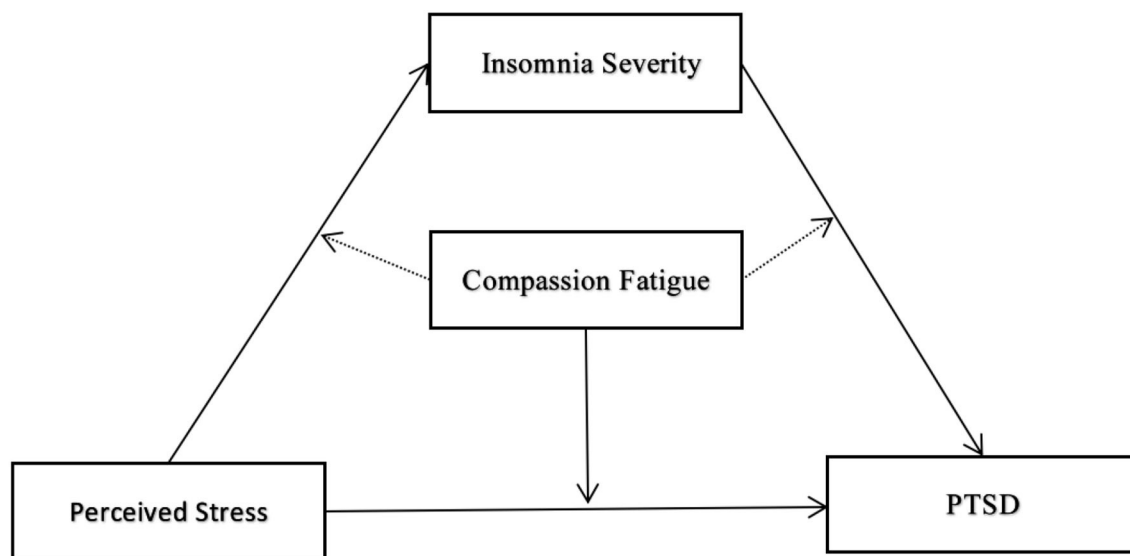 Insomnia Severity
Compassion Fatigue
Perceived Stress
PTSD